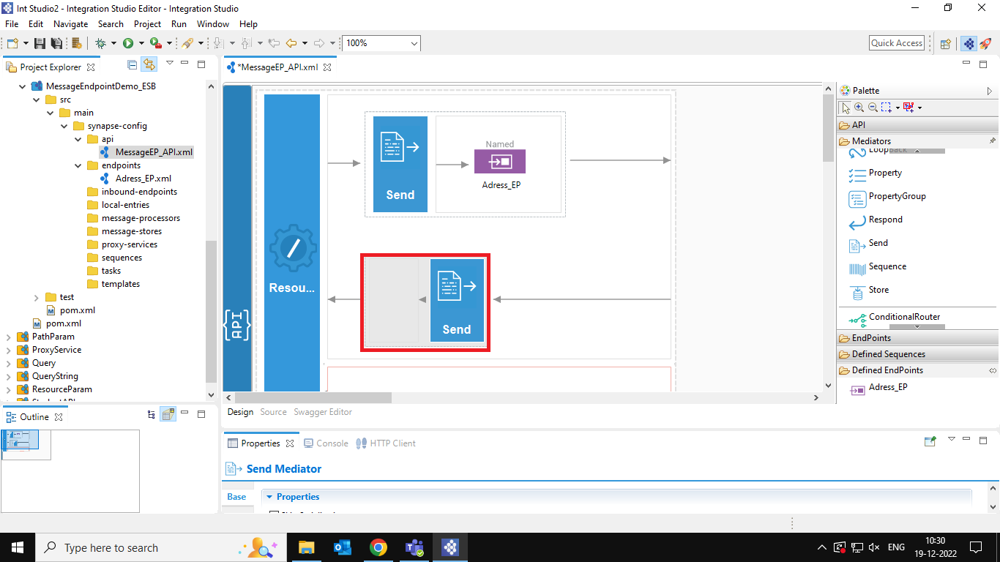 Int Studio2 - Integration Studio Editor - Integration Studio
File Edit Navigate Search Project Run Window Help
100%
Quick Access
Project Explorer
MessageEndpointDemo_ESB
src
main
synapse-config
api
MessageEP_API.xml
endpoints
Adress_EP.xml
inbound-endpoints
local-entries
message-processors
message-stores
proxy-services
sequences
tasks
templates
test
pom.xml
pom.xml
PathParam
ProxyService
Query
QueryString
ResourceParam
StudentAPI
Outline
*MessageEP_API.xml
{API}
Resou...
Send
Named
Adress_EP
Send
Design Source Swagger Editor
Palette
API
Mediators
LoopBack
Property
PropertyGroup
Respond
Send
Sequence
Store
ConditionalRouter
EndPoints
Defined Sequences
Defined EndPoints
Adress_EP
Properties Console HTTP Client
Send Mediator
Base
Properties
Type here to search
ENG
10:30
19-12-2022